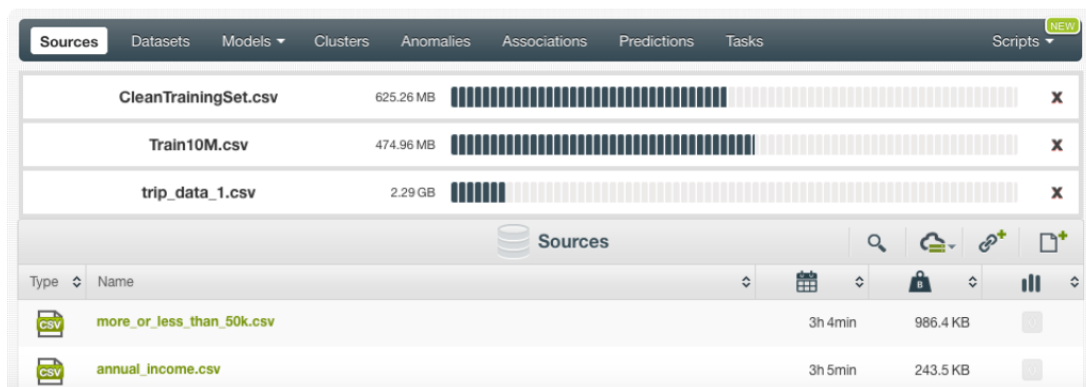 NEW
Sources Datasets Models Clusters Anomalies Associations Predictions Tasks Scripts
CleanTrainingSet.csv 625.26 MB X
Train10M.csv 474.96 MB X
trip_data_1.csv 2.29 GB X
Sources
Type Name B
CSV more_or_less_than_50k.csv 3h 4min 986.4 KB
CSV annual_income.csv 3h 5min 243.5 KB